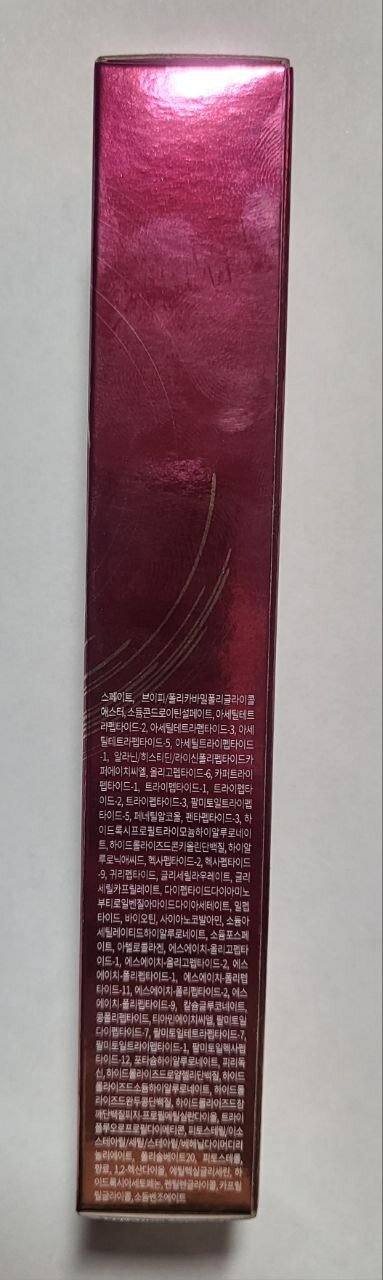 스페이트, 브이피/폴리카바밀폴리글라이콜
에스터, 소듐콘드로이틴설페이트, 아세틸테트
라펩타이드-2, 아세틸테트라펩타이드-3, 아세
틸테트라펩타이드-5, 아세틸트라이펩타이드
-1, 알라닌/히스티딘/라이신폴리펩타이드카
퍼에이치씨엘, 올리고펩타이드-6, 카퍼트라이
펩타이드-1, 트라이펩타이드-1, 트라이펩타
이드-2, 트라이펩타이드-3, 팔미토일트라이펩
타이드-5, 페네틸알코올, 펜타펩타이드-3, 하
이드록시프로필트라이모늄하이알루로네이
트, 하이드롤라이즈드콘키올린단백질, 하이알
루로닉애씨드, 헥사펩타이드-2, 헥사펩타이드
-9, 귀리펩타이드, 글리세릴라우레이트, 글리
세릴카프릴레이트, 다이펩타이드다이아미노
부티로일벤질아마이드다이아세테이트, 밀펩
타이드, 바이오틴, 사이아노코발아민, 소듐아
세틸레이티드하이알루로네이트, 소듐포스페
이트, 아텔로콜라겐, 에스에이치-올리고펩타
이드-1, 에스에이치-올리고펩타이드-2, 에스
에이치-폴리펩타이드-1, 에스에이치-폴리펩
타이드-11, 에스에이치-폴리펩타이드-2, 에스
에이치-폴리펩타이드-9, 칼슘글루코네이트,
콩폴리펩타이드, 티아민에이치씨엘, 팔미토일
다이펩타이드-7, 팔미토일테트라펩타이드-7,
팔미토일트라이펩타이드-1, 팔미토일헥사펩
타이드-12, 포타슘하이알루로네이트, 피리독
신, 하이드롤라이즈드로얄젤리단백질, 하이드
롤라이즈드소듐하이알루로네이트, 하이드롤
라이즈드완두콩단백질, 하이드롤라이즈드참
깨단백질피지-프로필메틸실란다이올, 트라이
플루오로프로필다이메티콘, 피토스테릴/이소
스테아릴/세틸/스테아릴/베헤닐다이머디리
놀리에이트, 폴리솔베이트20, 피토스테롤,
향료, 1,2-헥산다이올, 에틸헥실글리세린, 하
이드록시아세토페논, 펜틸렌글라이콜, 카프릴
릴글라이콜, 소듐벤조에이트